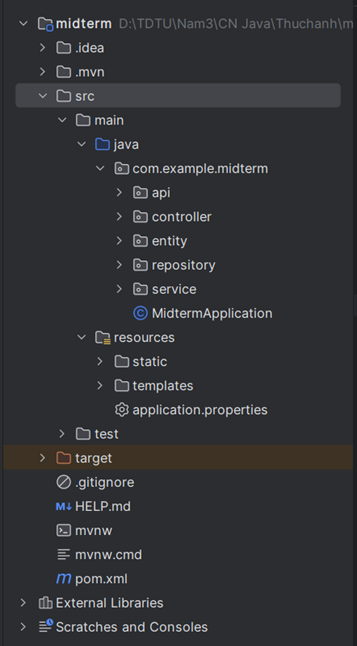 midterm D:\TDTU\Nam3\CN Java\Thuchanh\m
.idea
.mvn
src
main
java
com.example.midterm
api
controller
entity
repository
service
C MidtermApplication
resources
static
templates
application.properties
test
target
.gitignore
M↓ HELP.md
mvnw
mvnw.cmd
m pom.xml
External Libraries
Scratches and Consoles